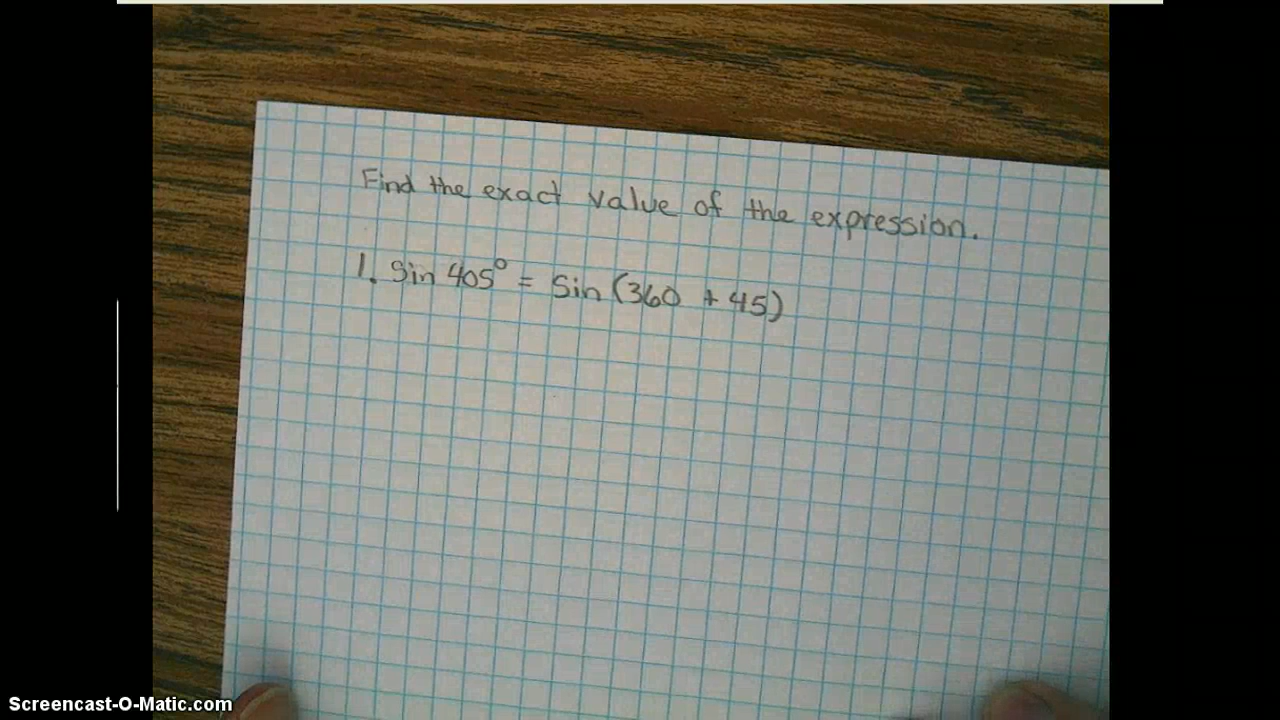 Find the exact value of the expression.
1. Sin 405° = Sin (360 + 45)
Screencast-O-Matic.com